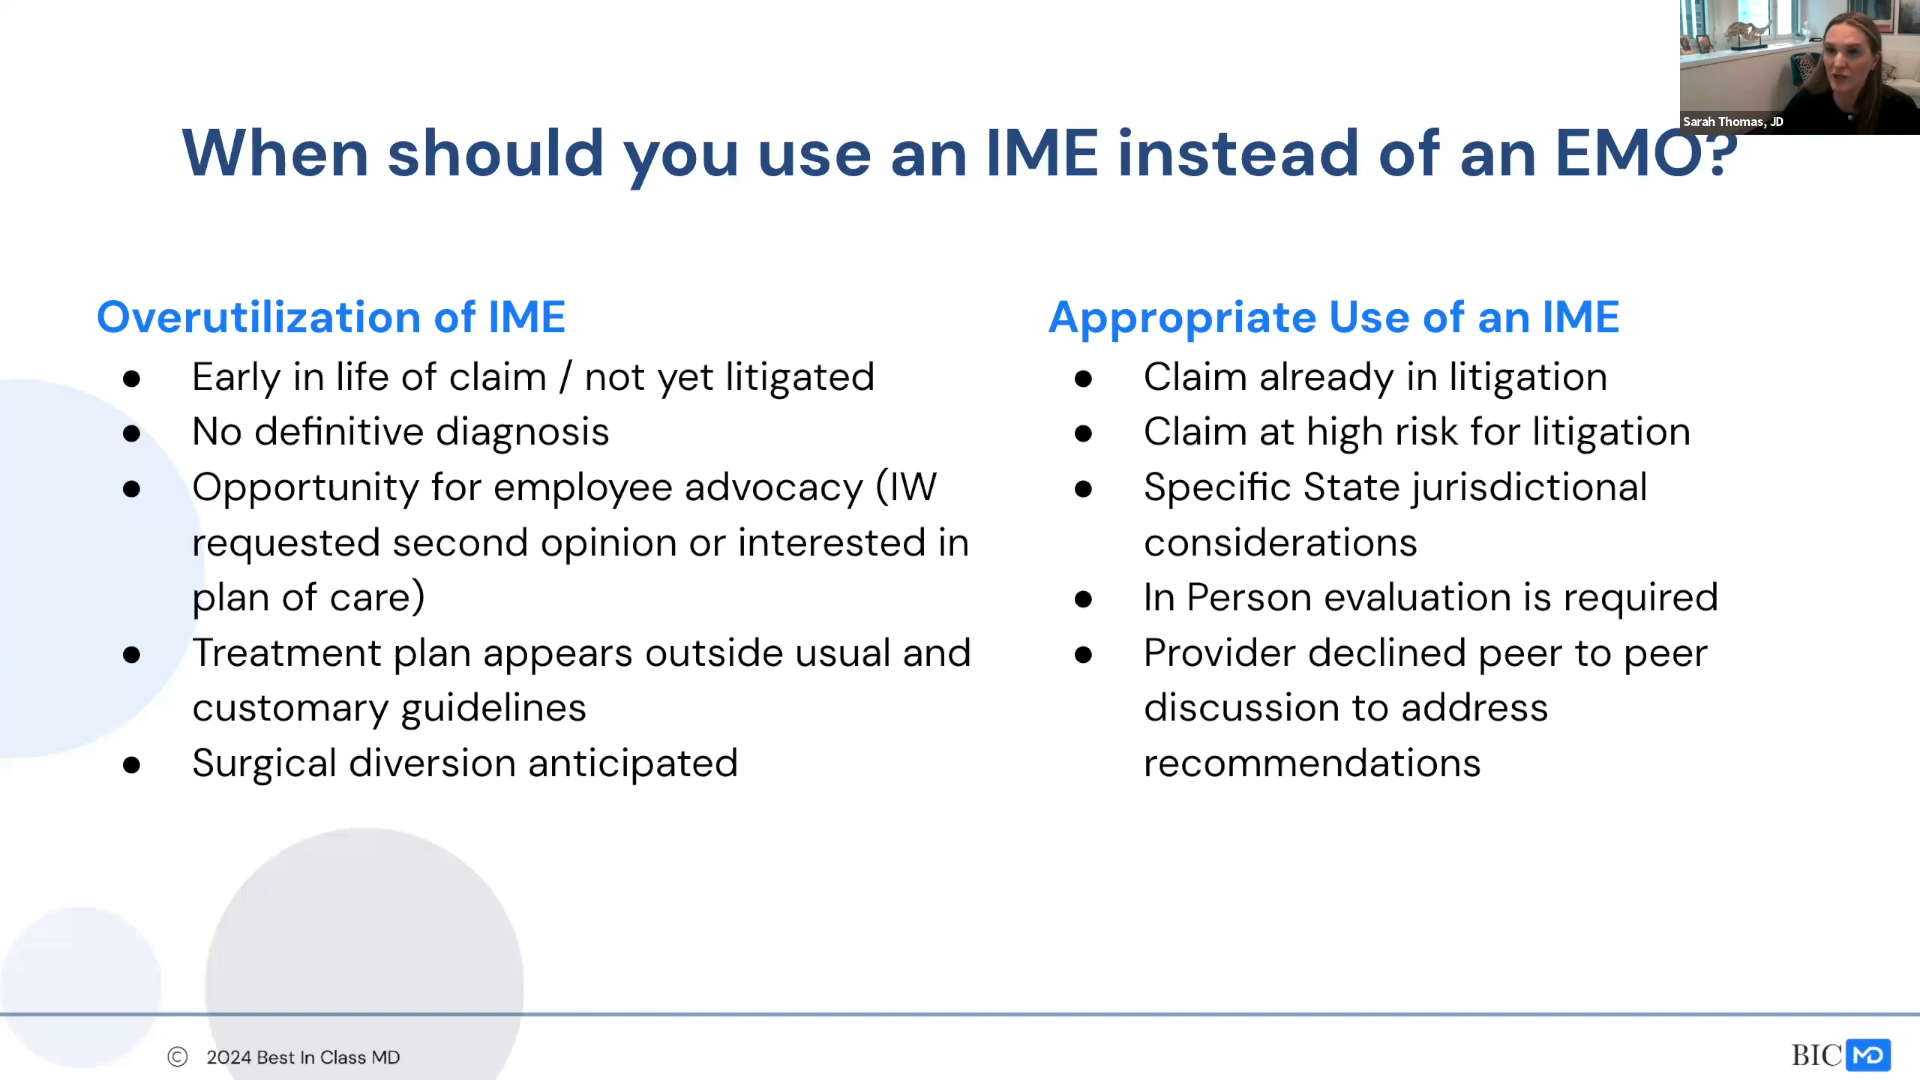 Sarah Thomas, JD
When should you use an IME instead of an EMO?
Overutilization of IME
● Early in life of claim / not yet litigated
● No definitive diagnosis
● Opportunity for employee advocacy (IW
requested second opinion or interested in
plan of care)
● Treatment plan appears outside usual and
customary guidelines
● Surgical diversion anticipated
Appropriate Use of an IME
● Claim already in litigation
● Claim at high risk for litigation
● Specific State jurisdictional
considerations
● In Person evaluation is required
● Provider declined peer to peer
discussion to address
recommendations
© 2024 Best In Class MD
BIC MD